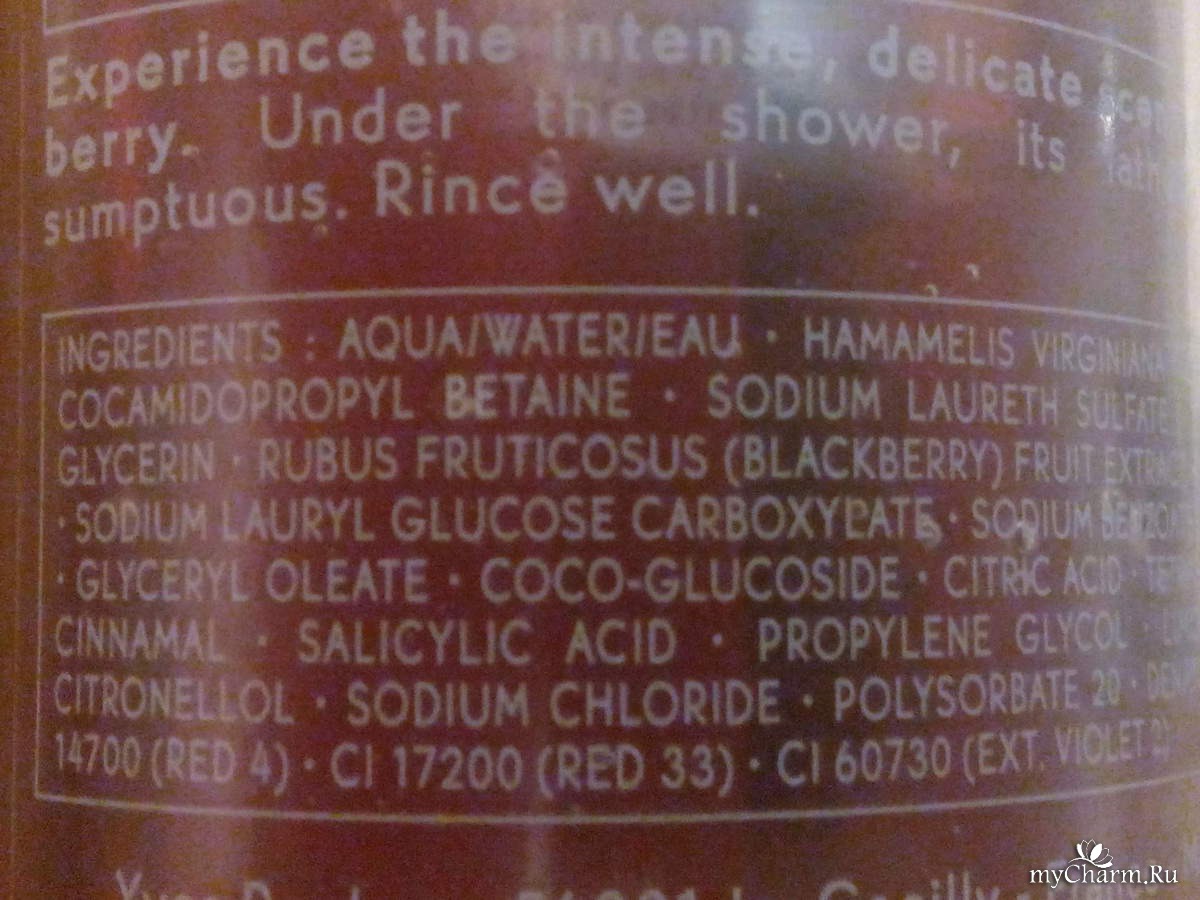 Experience the intense, delicate
berry. Under the shower, its
sumptuous. Rince well.
INGREDIENTS : AQUA/WATER/EAU · HAMAMELIS VIRGINIANA
COCAMIDOPROPYL BETAINE · SODIUM LAURETH SULFATE
GLYCERIN · RUBUS FRUTICOSUS (BLACKBERRY) FRUIT
· SODIUM LAURYL GLUCOSE CARBOXYLATE · SODIUM
· GLYCERYL OLEATE · COCO-GLUCOSIDE · CITRIC ACID ·
CINNAMAL · SALICYLIC ACID · PROPYLENE GLYCOL ·
CITRONELLOL · SODIUM CHLORIDE · POLYSORBATE 20 ·
14700 (RED 4) · CI 17200 (RED 33) · CI 60730 (EXT. VIOLET 2)
myCharm.Ru